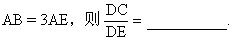 AB = 3AE，则 DC/DE = ________.